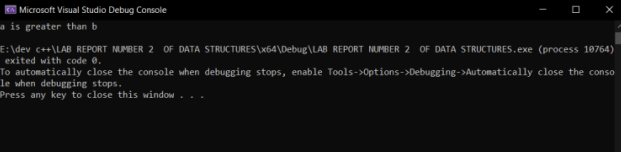 Microsoft Visual Studio Debug Console
a is greater than b
E:\dev c++\LAB REPORT NUMBER 2  OF DATA STRUCTURES\x64\Debug\LAB REPORT NUMBER 2  OF DATA STRUCTURES.exe (process 10764)
 exited with code 0.
To automatically close the console when debugging stops, enable Tools->Options->Debugging->Automatically close the conso
le when debugging stops.
Press any key to close this window . . .